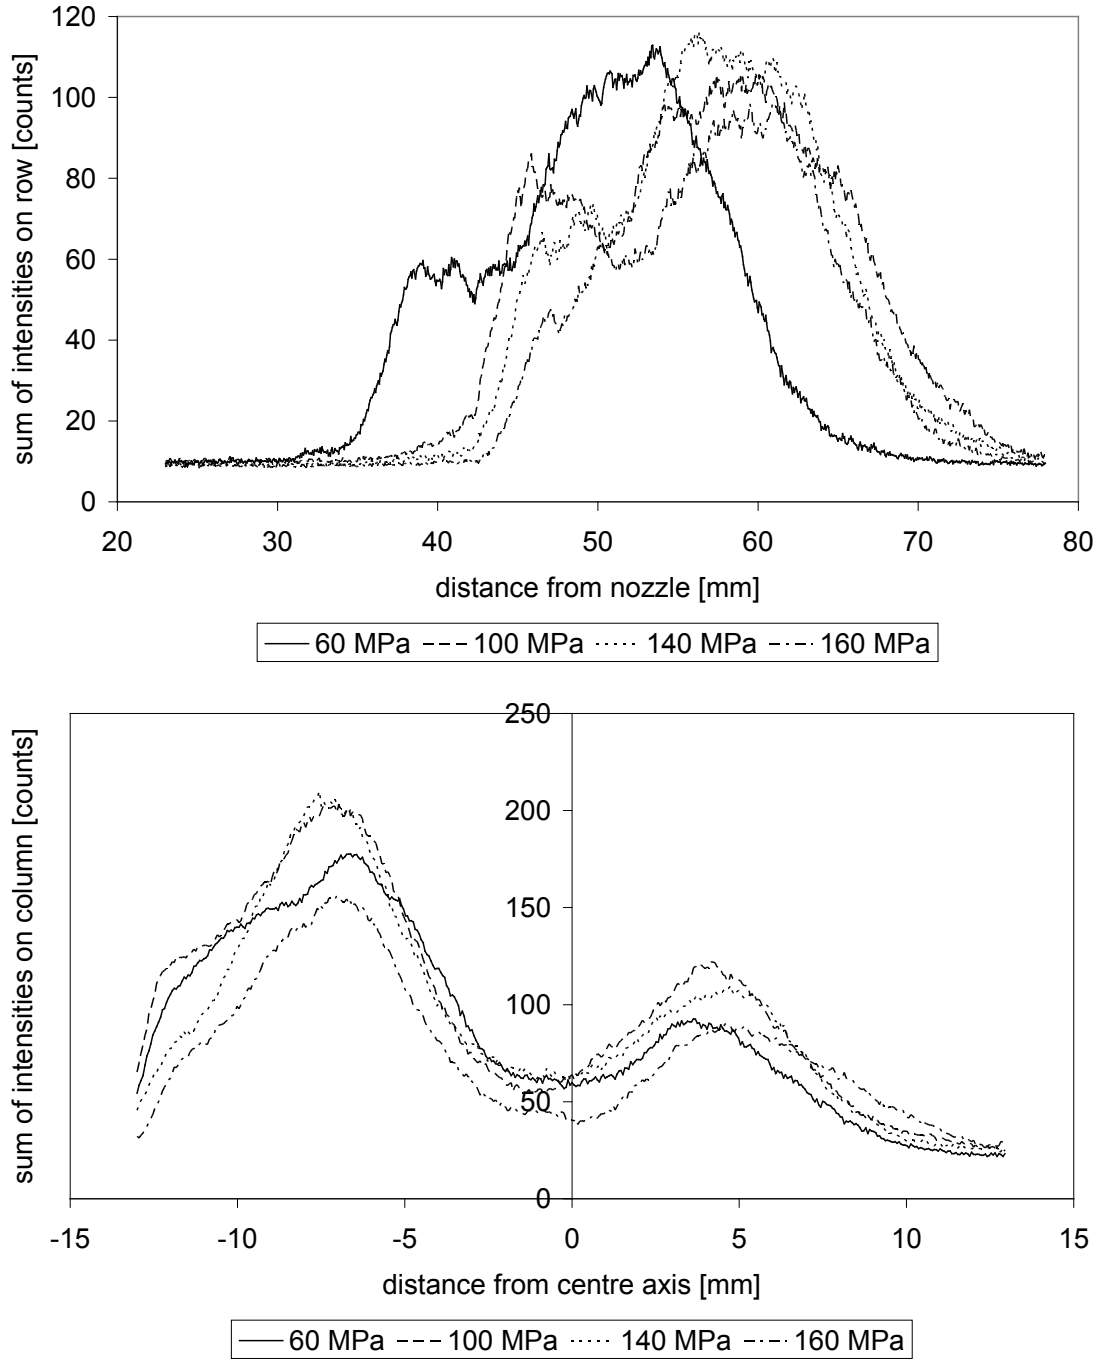 sum of intensities on row [counts]
120
100
80
60
40
20
0
20 30 40 50 60 70 80
distance from nozzle [mm]
60 MPa 100 MPa 140 MPa 160 MPa
sum of intensities on column [counts]
250
200
150
100
50
0
-15 -10 -5 0 5 10 15
distance from centre axis [mm]
60 MPa 100 MPa 140 MPa 160 MPa